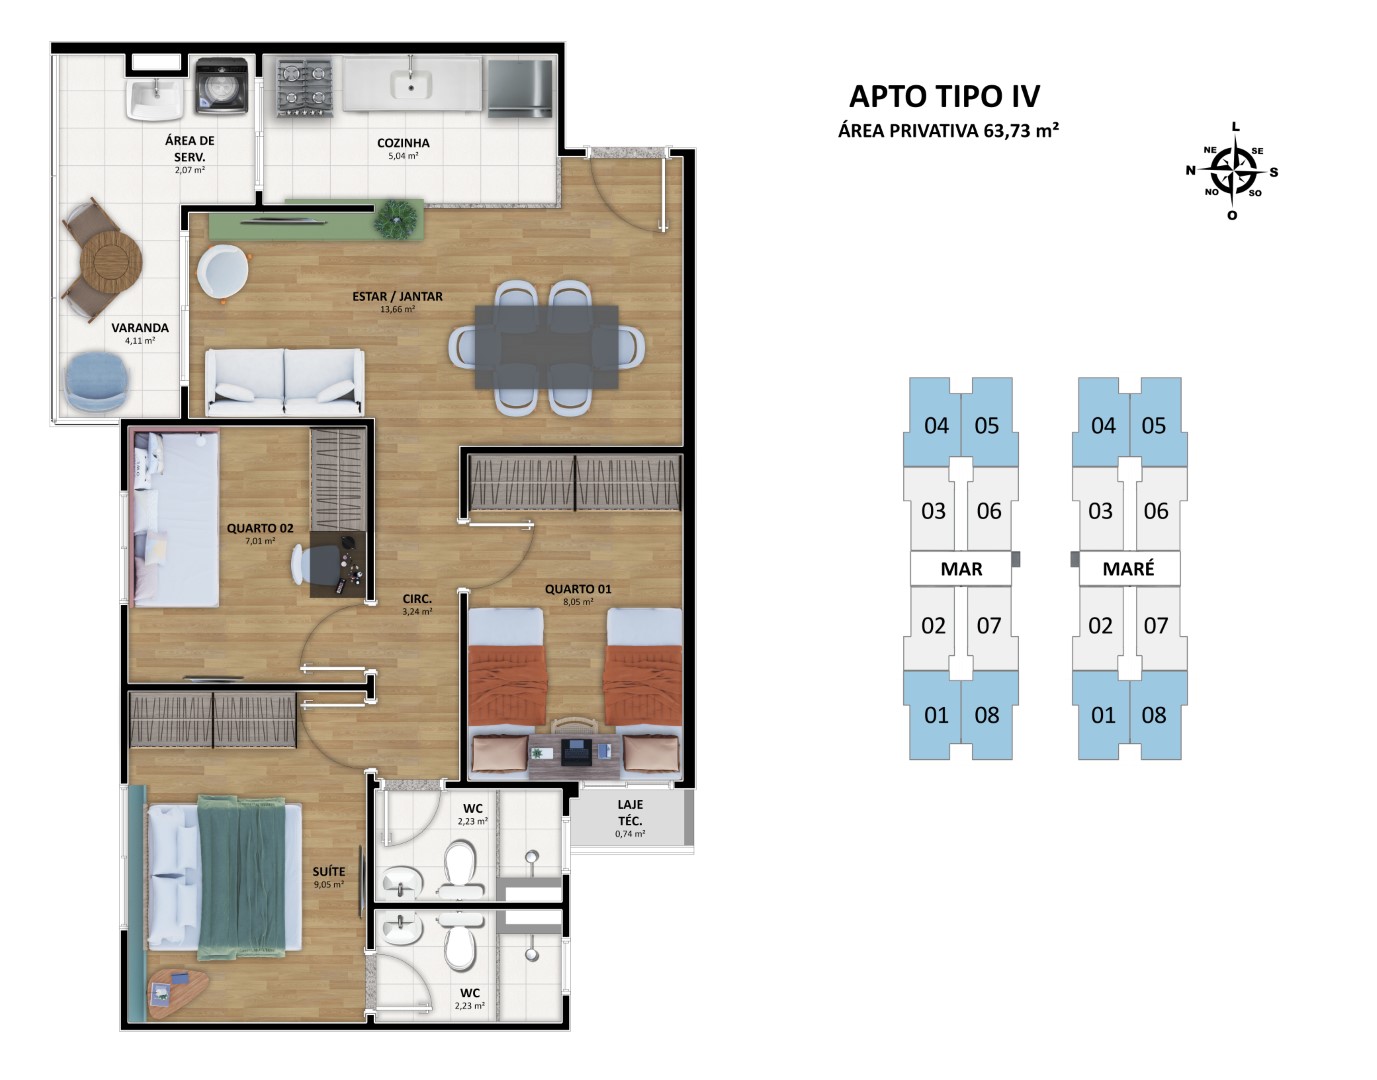 APTO TIPO IV
ÁREA PRIVATIVA 63,73 m²
L
NE
SE
N
S
NO
SO
O
ÁREA DE
SERV.
2,07 m²
COZINHA
5,04 m²
ESTAR / JANTAR
13,66 m²
VARANDA
4,11 m²
QUARTO 02
7,01 m²
CIRC.
3,24 m²
QUARTO 01
8,05 m²
WC
2,23 m²
LAJE
TÉC.
0,74 m²
SUÍTE
9,05 m²
WC
2,23 m²
04 05
03 06
MAR
02 07
01 08
04 05
03 06
MARÉ
02 07
01 08